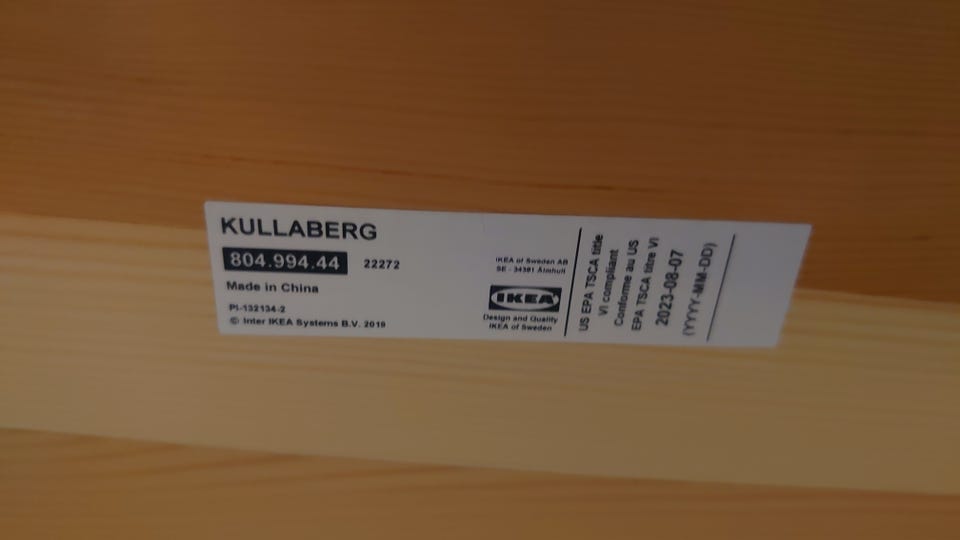 KULLABERG
804.994.44 22272
Made in China
PI-132134-2
© Inter IKEA Systems B.V. 2019
IKEA of Sweden AB
SE - 34381 Älmhult
IKEA
Design and Quality
IKEA of Sweden
US EPA TSCA title
VI compliant
Conforme au US
EPA TSCA titre VI
2023-08-07
(YYYY-MM-DD)